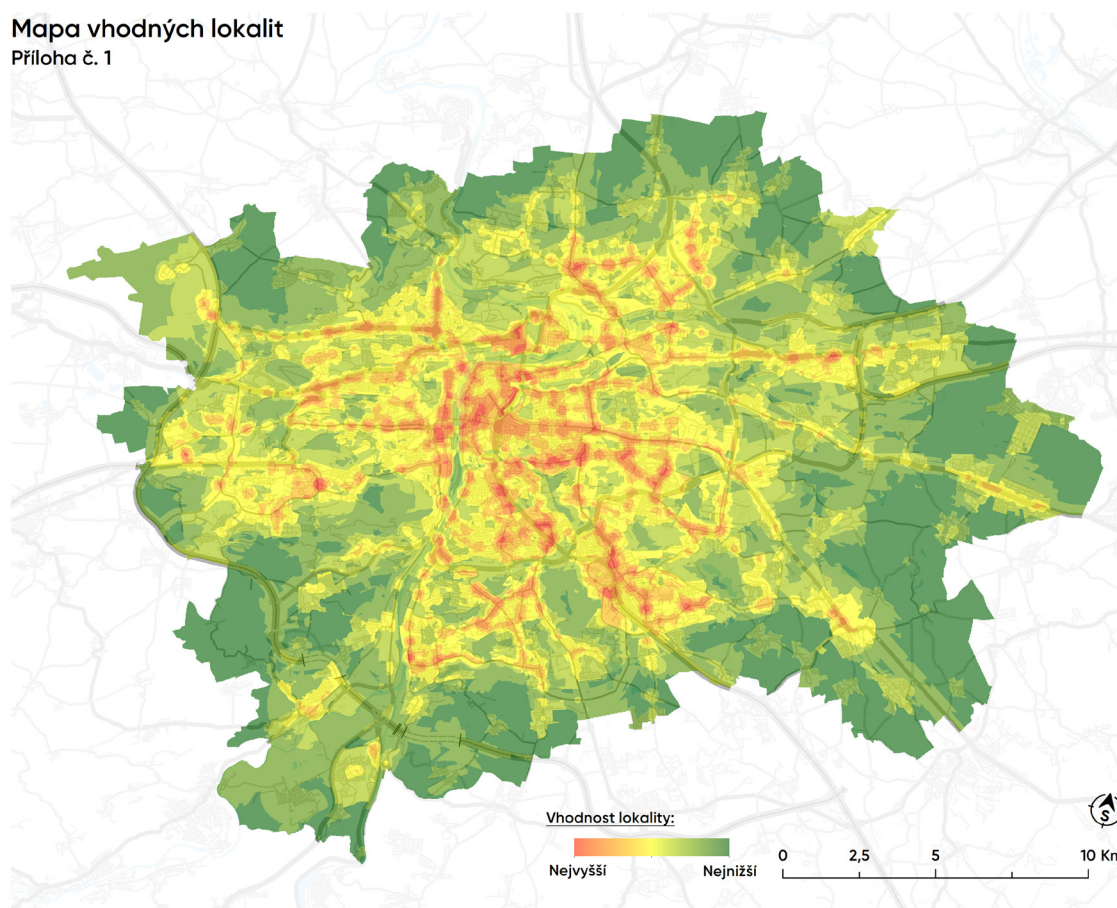 Mapa vhodných lokalit
Příloha č. 1
Vhodnost lokality:
Nejvyšší
Nejnižší
S
0
2,5
5
10 Km